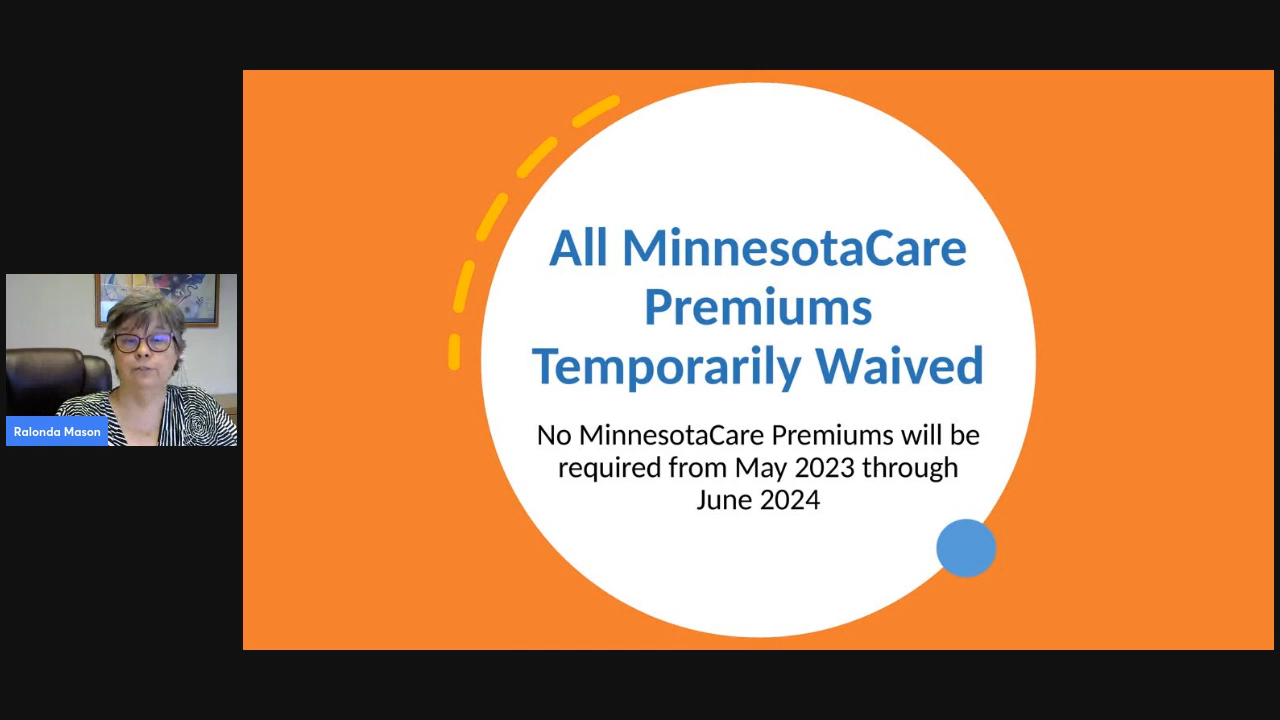 All MinnesotaCare
Premiums
Temporarily Waived
No MinnesotaCare Premiums will be
required from May 2023 through
June 2024
Ralonda Mason